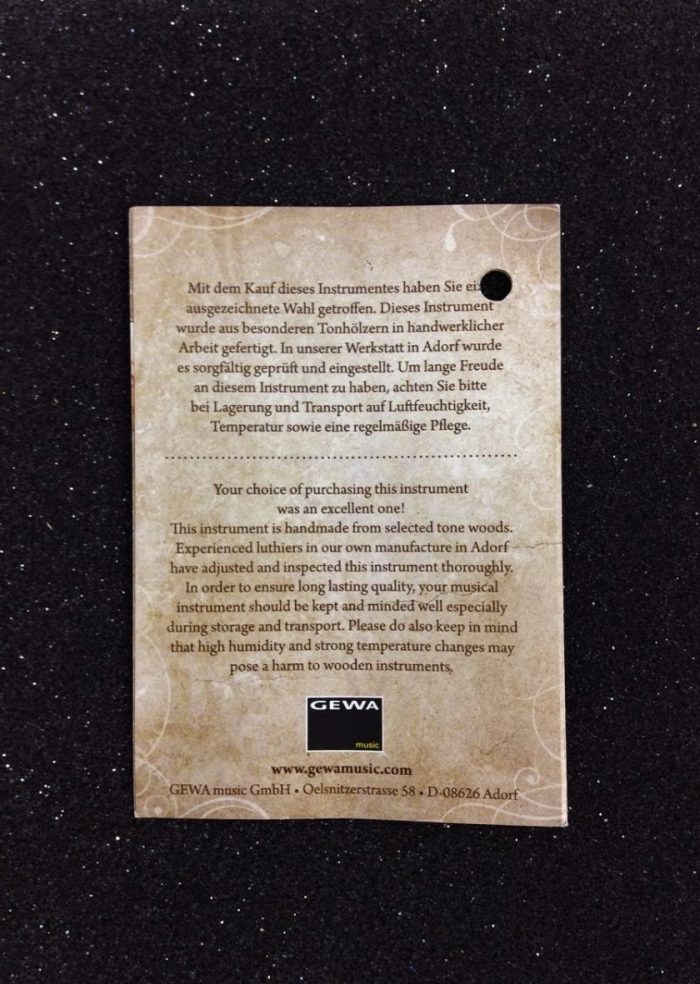 Mit dem Kauf dieses Instrumentes haben Sie
ausgezeichnete Wahl getroffen. Dieses Instrument
wurde aus besonderen Tonhölzern in handwerklicher
Arbeit gefertigt. In unserer Werkstatt in Adorf wurde
es sorgfältig geprüft und eingestellt. Um lange Freude
an diesem Instrument zu haben, achten Sie bitte
bei Lagerung und Transport auf Luftfeuchtigkeit,
Temperatur sowie eine regelmäßige Pflege.
Your choice of purchasing this instrument
was an excellent one!
This instrument is handmade from selected tone woods.
Experienced luthiers in our own manufacture in Adorf
have adjusted and inspected this instrument thoroughly.
In order to ensure long lasting quality, your musical
instrument should be kept and minded well especially
during storage and transport. Please do also keep in mind
that high humidity and strong temperature changes may
pose a harm to wooden instruments.
GEWA
music
www.gewamusic.com
GEWA music GmbH • Oelsnitzerstrasse 58 • D-08626 Adorf